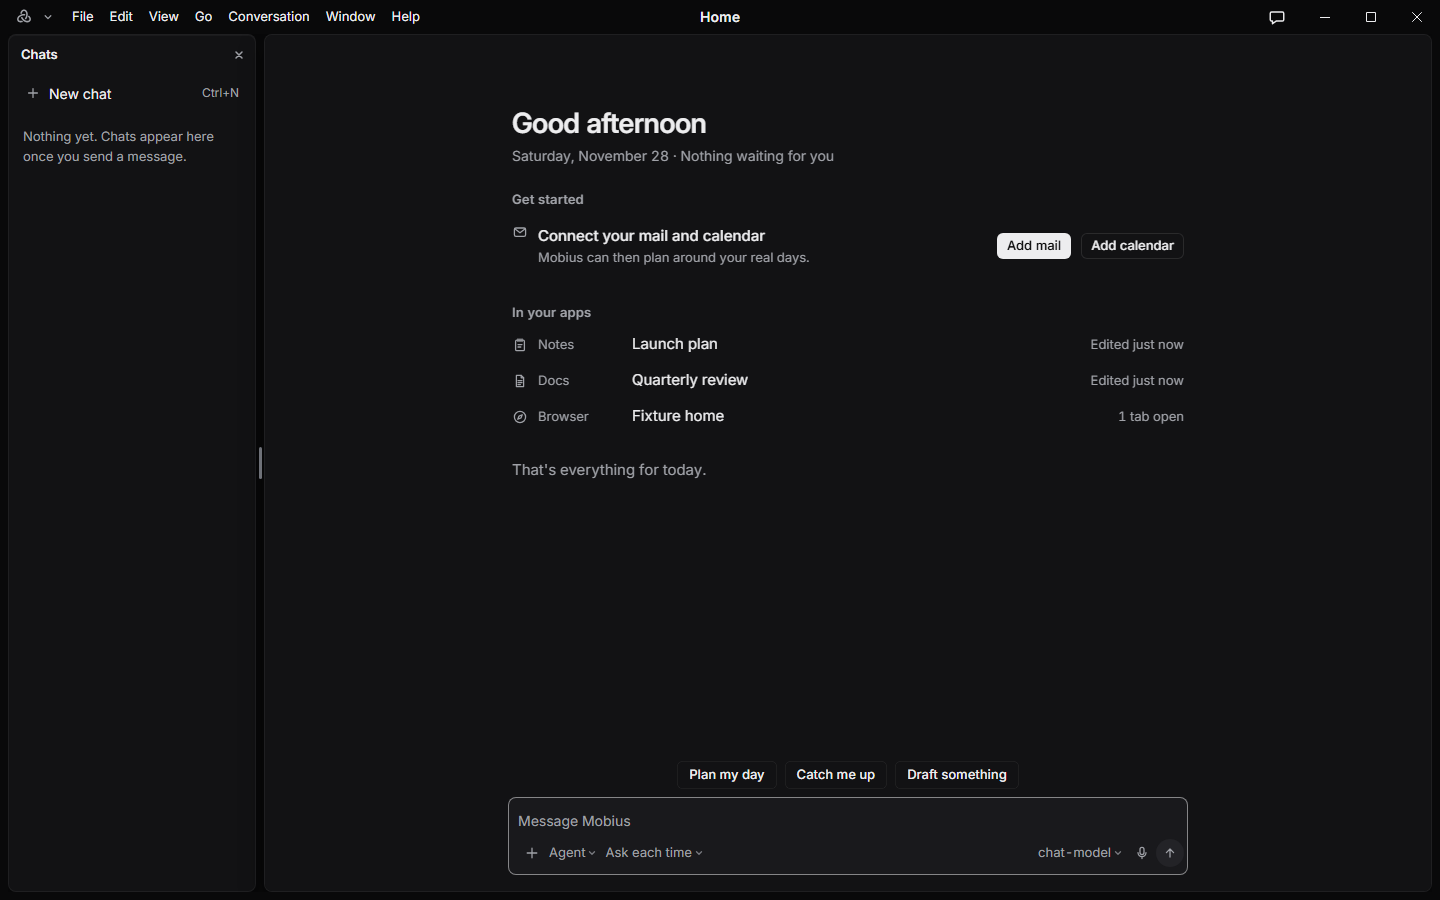 File Edit View Go Conversation Window Help
Home
Chats
New chat Ctrl+N
Nothing yet. Chats appear here
once you send a message.
Good afternoon
Saturday, November 28 · Nothing waiting for you
Get started
Connect your mail and calendar
Mobius can then plan around your real days.
Add mail Add calendar
In your apps
Notes Launch plan Edited just now
Docs Quarterly review Edited just now
Browser Fixture home 1 tab open
That's everything for today.
Plan my day Catch me up Draft something
Message Mobius
Agent Ask each time chat-model